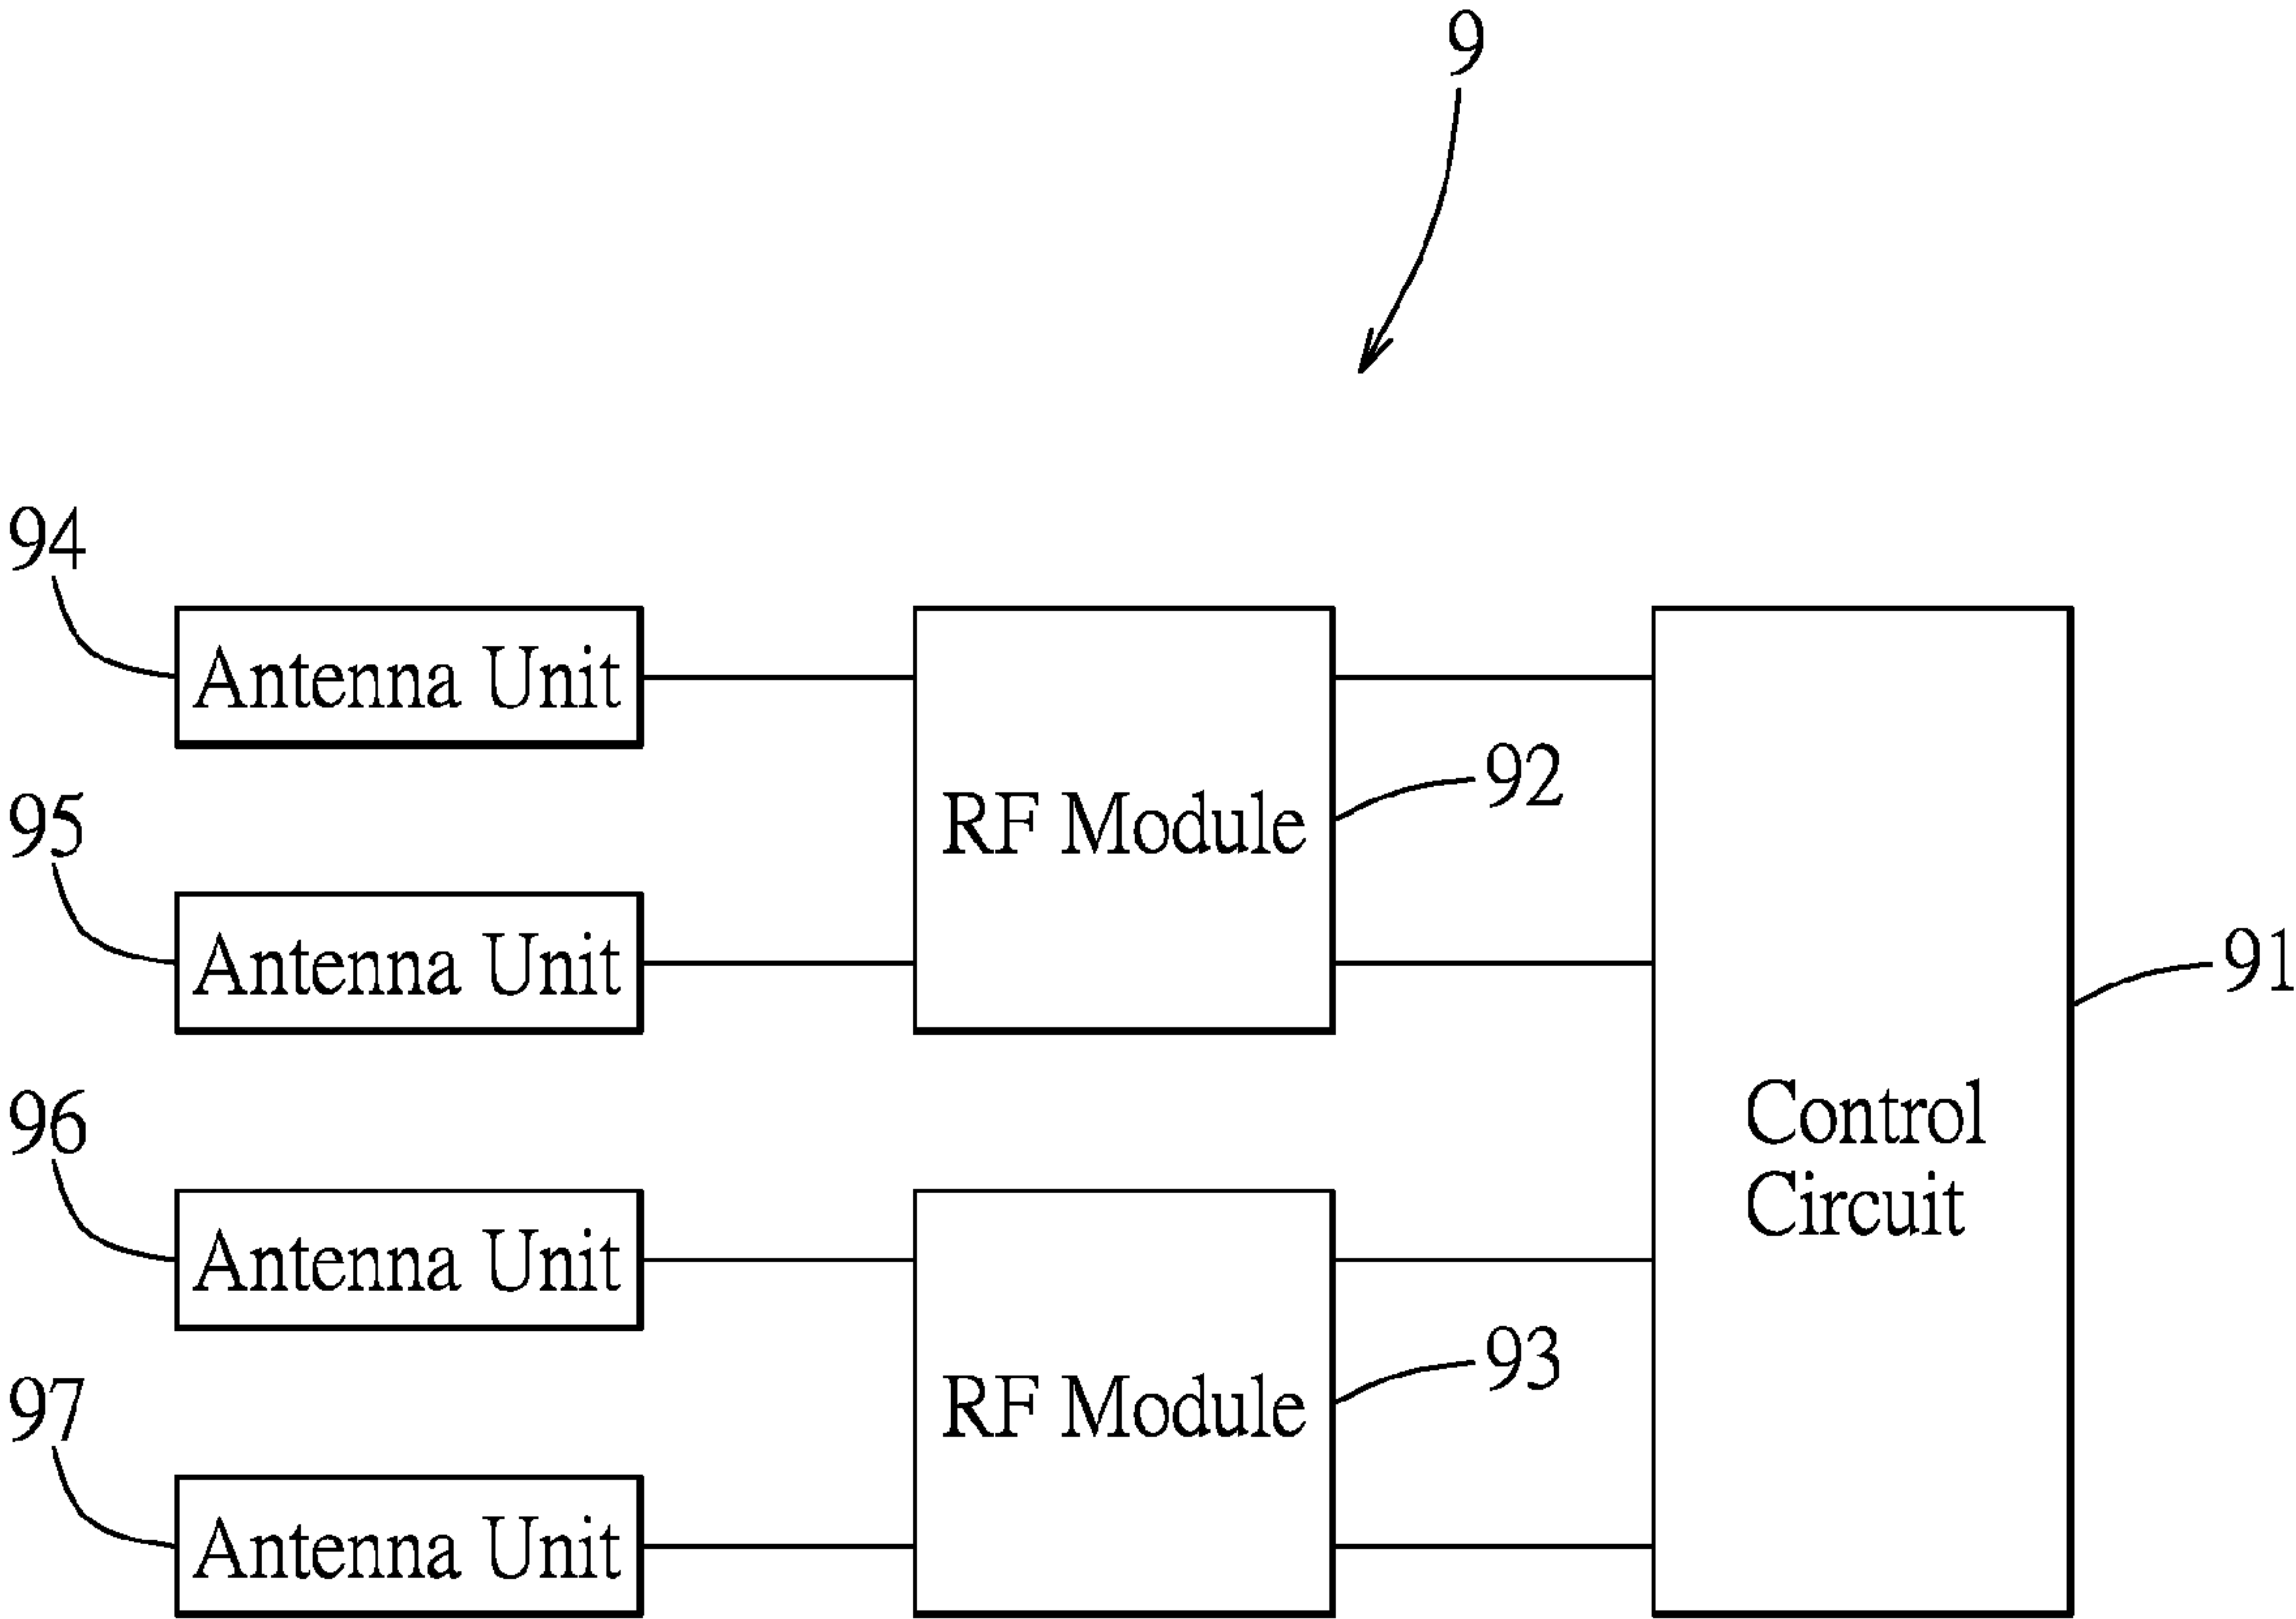 9
94
Antenna Unit
RF Module
92
95
Antenna Unit
91
Control
Circuit
96
Antenna Unit
RF Module
93
97
Antenna Unit